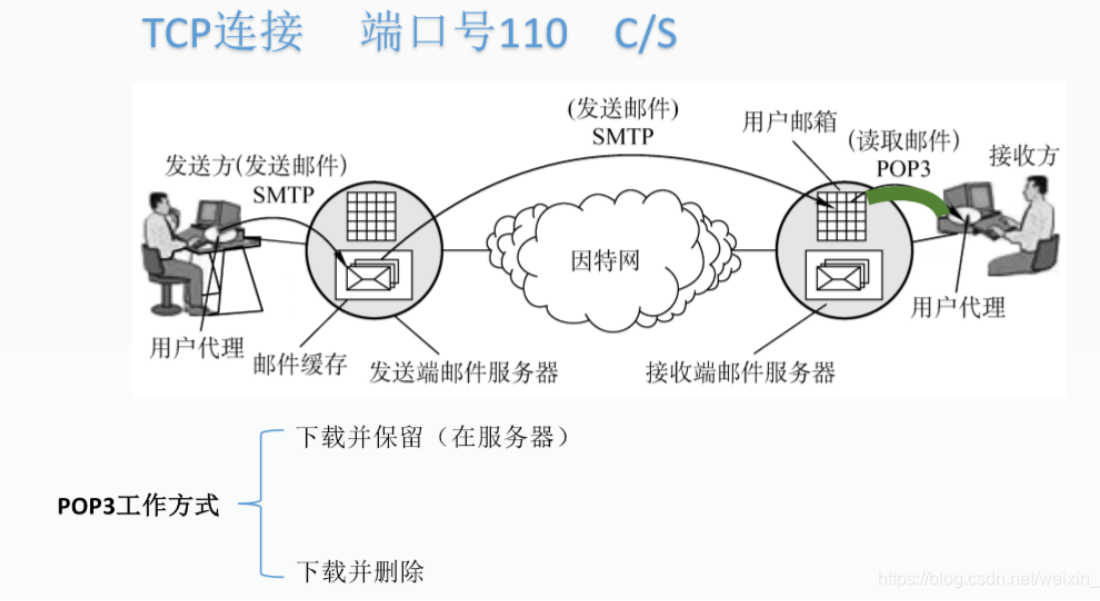 TCP连接 端口号110 C/S
(发送邮件)
SMTP
用户邮箱
(读取邮件)
POP3
接收方
发送方(发送邮件)
SMTP
因特网
用户代理
用户代理
邮件缓存
发送端邮件服务器
接收端邮件服务器
下载并保留（在服务器）
POP3工作方式
下载并删除
https://blog.csdn.net/weixin_